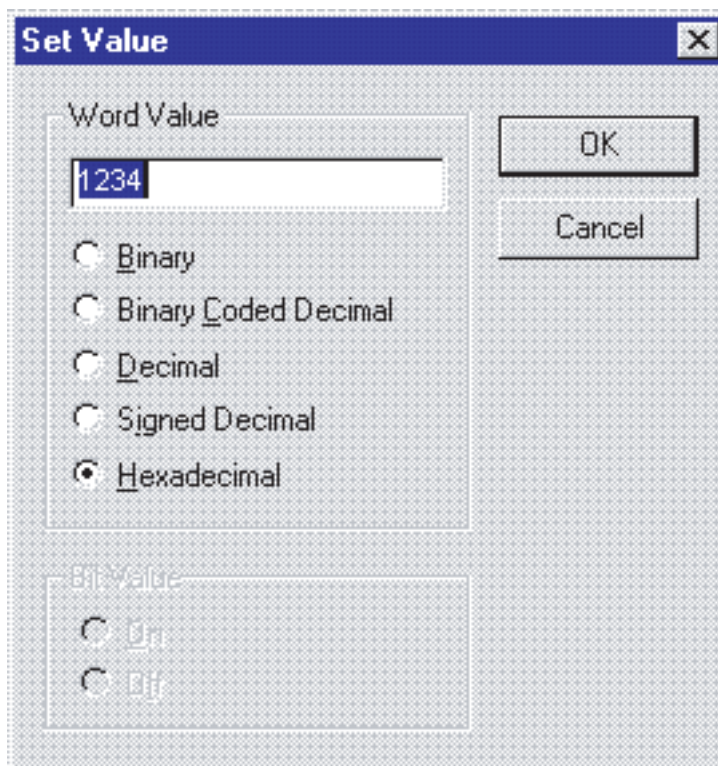 Set Value
Word Value
1234
Binary
Binary Coded Decimal
Decimal
Signed Decimal
Hexadecimal
OK
Cancel
Bit Value
On
Off